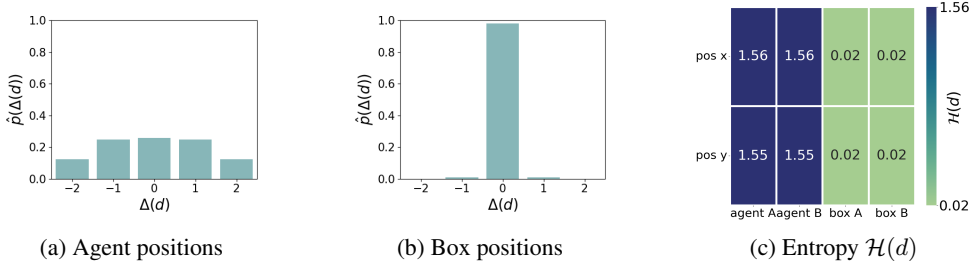 1.0
0.8
0.6
0.4
0.2
0.0
p̂(Δ(d))
−2 −1 0 1 2
Δ(d)
(a) Agent positions
1.0
0.8
0.6
0.4
0.2
0.0
p̂(Δ(d))
−2 −1 0 1 2
Δ(d)
(b) Box positions
pos x 1.56 1.56 0.02 0.02
pos y 1.55 1.55 0.02 0.02
agent A agent B box A box B
1.56
0.02
ℋ(d)
(c) Entropy ℋ(d)